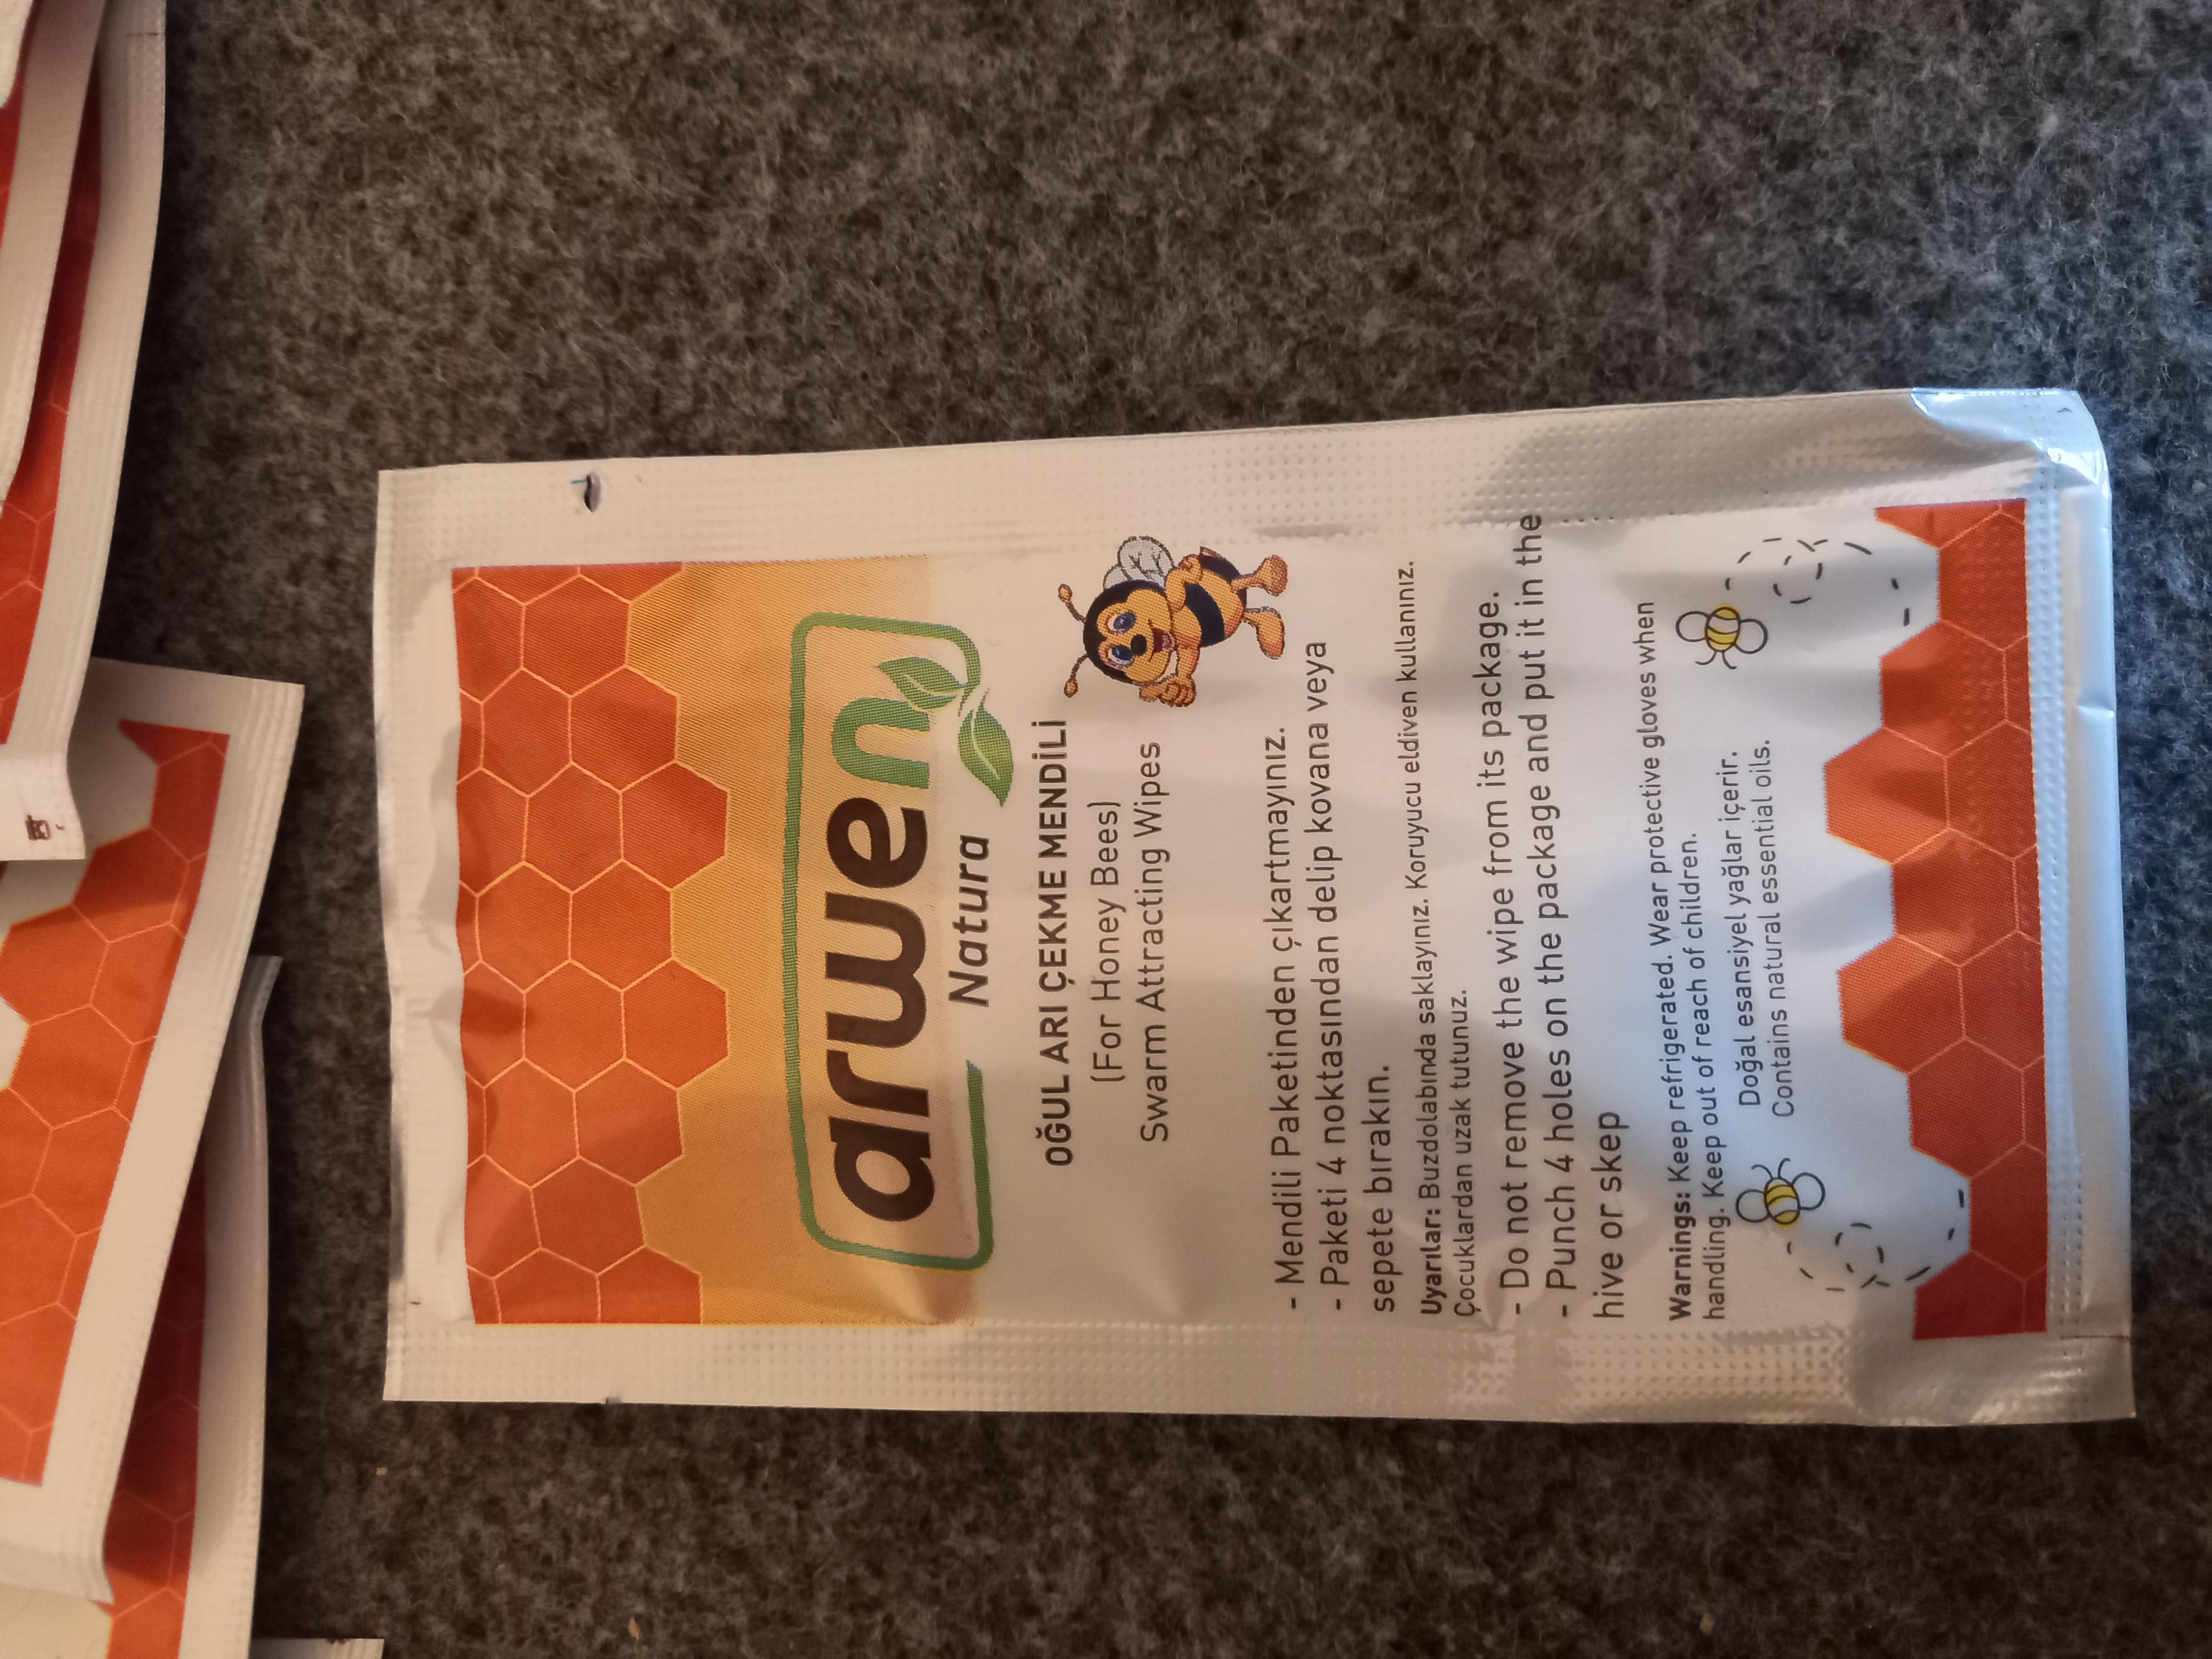 arwen
Natura
OĞUL ARI ÇEKME MENDİLİ
(For Honey Bees)
Swarm Attracting Wipes
- Mendili Paketinden çıkartmayınız.
- Paketi 4 noktasından delip kovana veya
sepete bırakın.
Uyarılar: Buzdolabında saklayınız. Koruyucu eldiven kullanınız.
Çocuklardan uzak tutunuz.
- Do not remove the wipe from its package.
- Punch 4 holes on the package and put it in the
hive or skep
Warnings: Keep refrigerated. Wear protective gloves when
handling. Keep out of reach of children.
Doğal esansiyel yağlar içerir.
Contains natural essential oils.